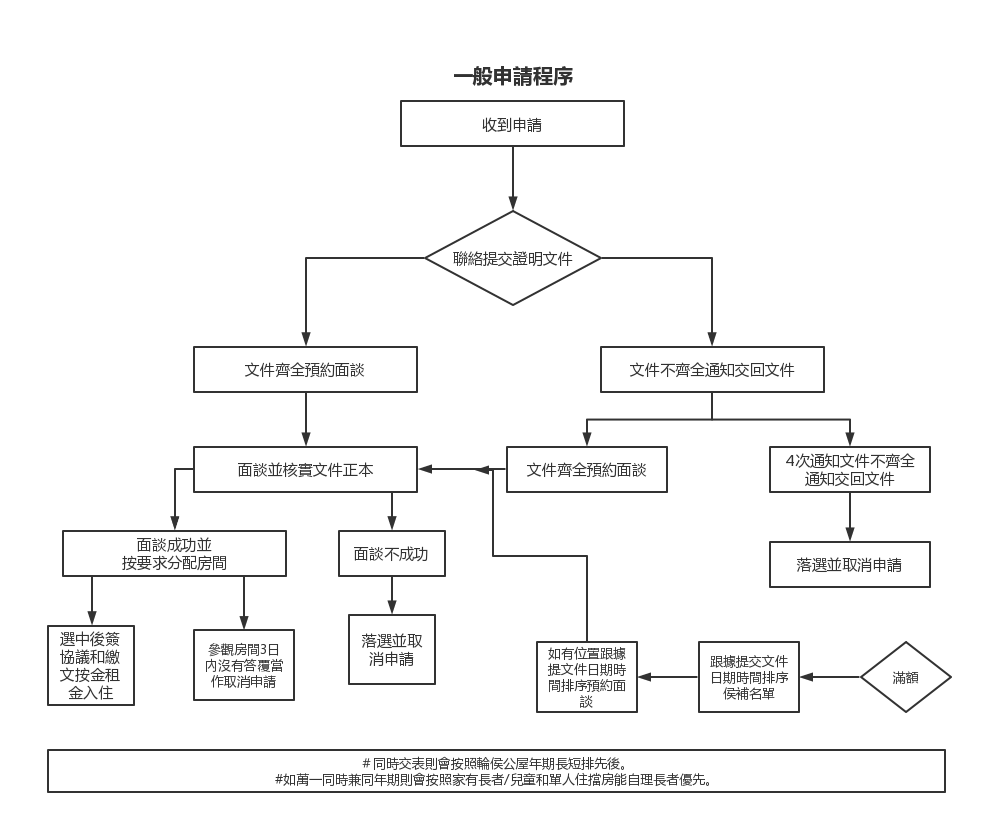 一般申請程序
收到申請
聯絡提交證明文件
文件齊全預約面談
文件不齊全通知交回文件
面談並核實文件正本
文件齊全預約面談
4次通知文件不齊全
通知交回文件
面談成功並
按要求分配房間
面談不成功
落選並取消申請
選中後簽
協議和繳
文按金租
金入住
參觀房間3日
內沒有答覆當
作取消申請
落選並取
消申請
如有位置跟據
提文件日期時
間排序預約面
談
跟據提交文件
日期時間排序
侯補名單
滿額
# 同時交表則會按照輪侯公屋年期長短排先後。
#如萬一同時兼同年期則會按照家有長者/兒童和單人住擋房能自理長者優先。